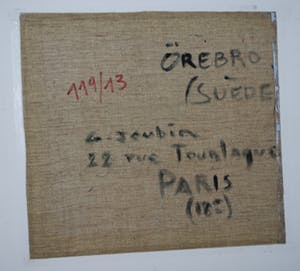 ÖREBRO
119/13
(SUÈDE
G. Joubin
22 rue Tourlaque
PARIS
(18e)